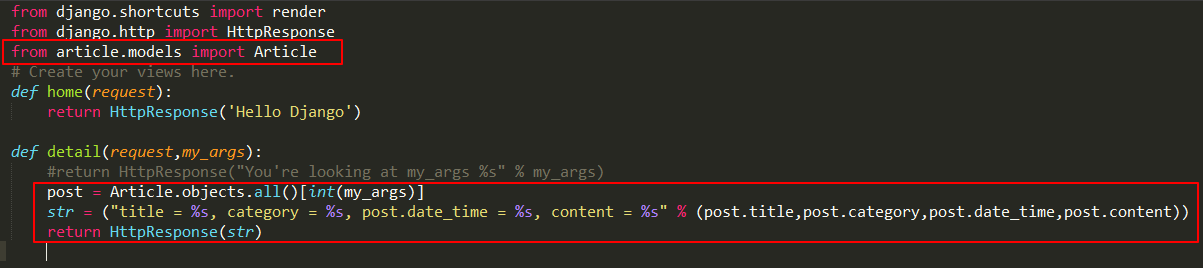 from django.shortcuts import render
from django.http import HttpResponse
from article.models import Article
# Create your views here.
def home(request):
    return HttpResponse('Hello Django')

def detail(request,my_args):
    #return HttpResponse("You're looking at my_args %s" % my_args)
    post = Article.objects.all()[int(my_args)]
    str = ("title = %s, category = %s, post.date_time = %s, content = %s" % (post.title,post.category,post.date_time,post.content))
    return HttpResponse(str)